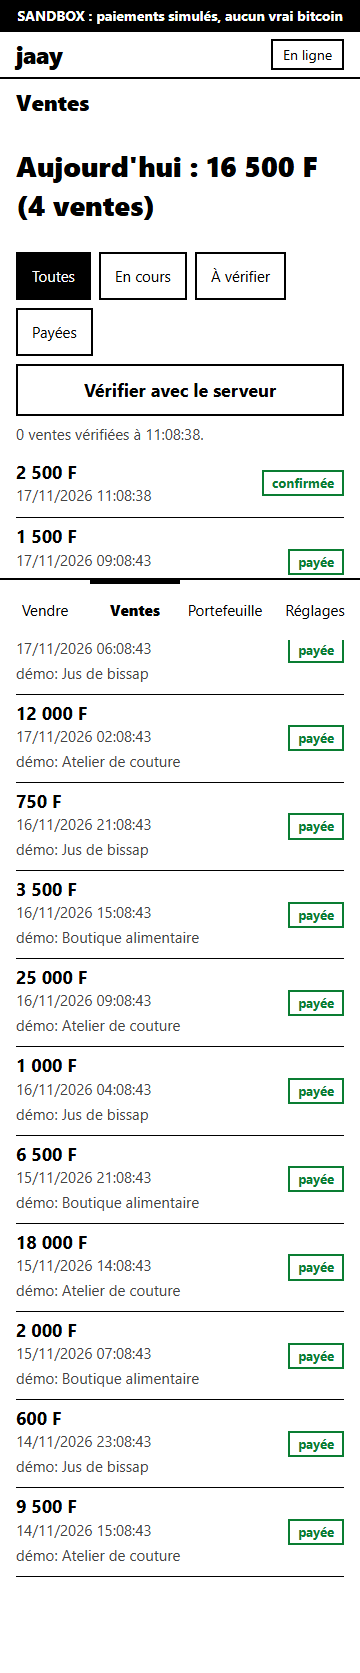 SANDBOX : paiements simulés, aucun vrai bitcoin
jaay
En ligne
Ventes
Aujourd'hui : 16 500 F
(4 ventes)
Toutes
En cours
À vérifier
Payées
Vérifier avec le serveur
0 ventes vérifiées à 11:08:38.
2 500 F
17/11/2026 11:08:38
confirmée
1 500 F
17/11/2026 09:08:43
payée
Vendre
Ventes
Portefeuille
Réglages
17/11/2026 06:08:43
payée
démo: Jus de bissap
12 000 F
17/11/2026 02:08:43
payée
démo: Atelier de couture
750 F
16/11/2026 21:08:43
payée
démo: Jus de bissap
3 500 F
16/11/2026 15:08:43
payée
démo: Boutique alimentaire
25 000 F
16/11/2026 09:08:43
payée
démo: Atelier de couture
1 000 F
16/11/2026 04:08:43
payée
démo: Jus de bissap
6 500 F
15/11/2026 21:08:43
payée
démo: Boutique alimentaire
18 000 F
15/11/2026 14:08:43
payée
démo: Atelier de couture
2 000 F
15/11/2026 07:08:43
payée
démo: Boutique alimentaire
600 F
14/11/2026 23:08:43
payée
démo: Jus de bissap
9 500 F
14/11/2026 15:08:43
payée
démo: Atelier de couture